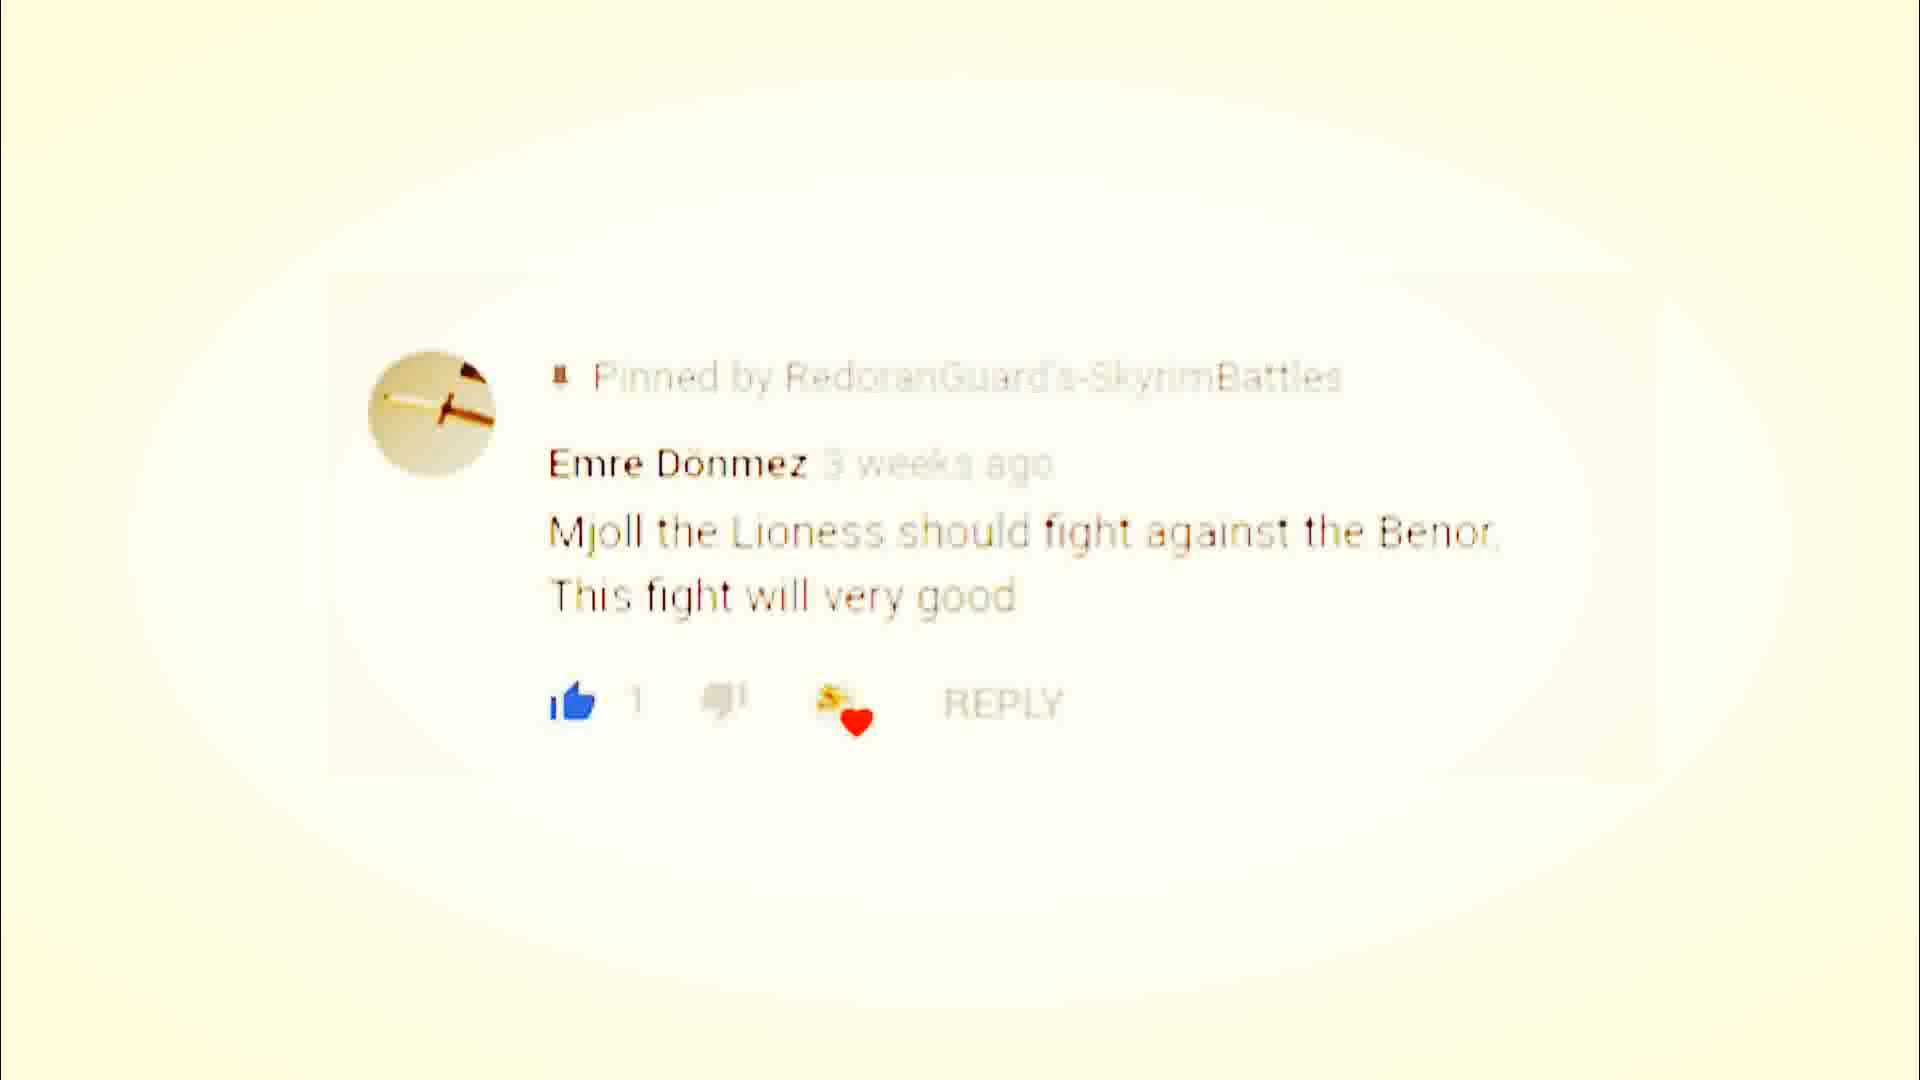 Pinned by RedoranGuard's-SkyrimBattles
Emre Dönmez 3 weeks ago
Mjoll the Lioness should fight against the Benor.
This fight will very good
1 REPLY